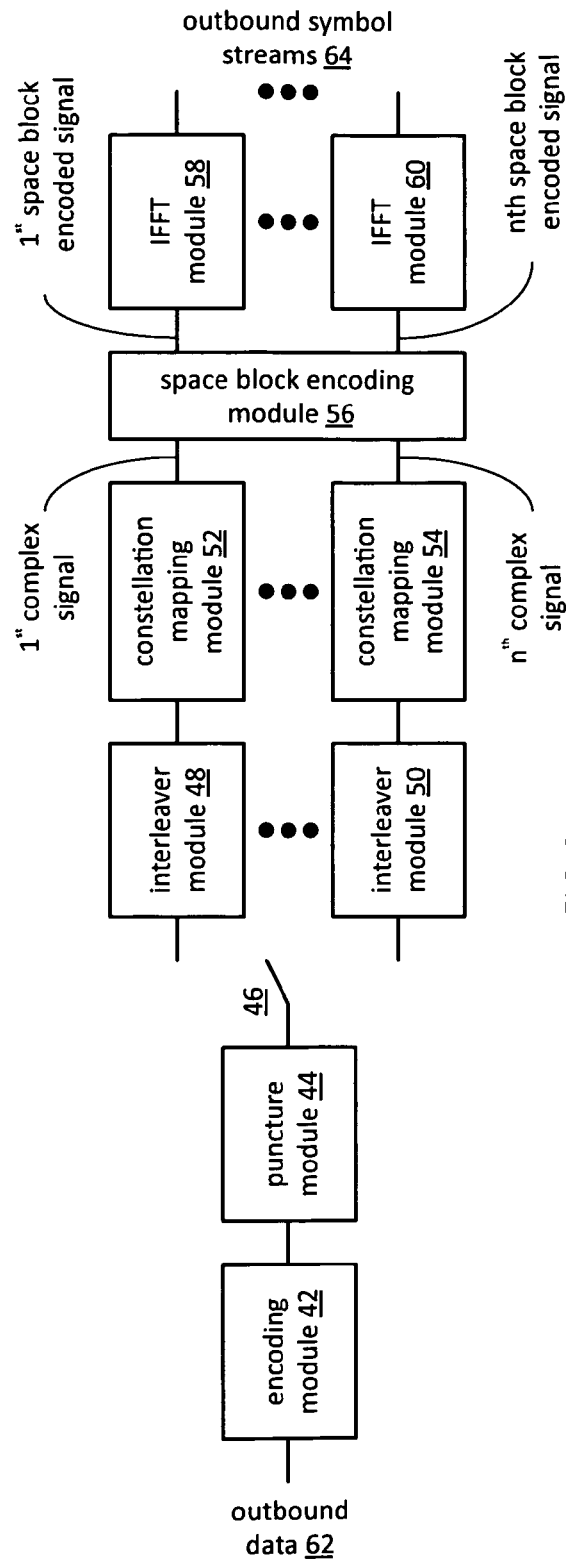 outbound
data 62
encoding
module 42
puncture
module 44
46
interleaver
module 48
interleaver
module 50
constellation
mapping
module 52
constellation
mapping
module 54
1st complex
signal
nth complex
signal
space block encoding
module 56
1st space block
encoded signal
nth space block
encoded signal
IFFT
module 58
IFFT
module 60
outbound symbol
streams 64